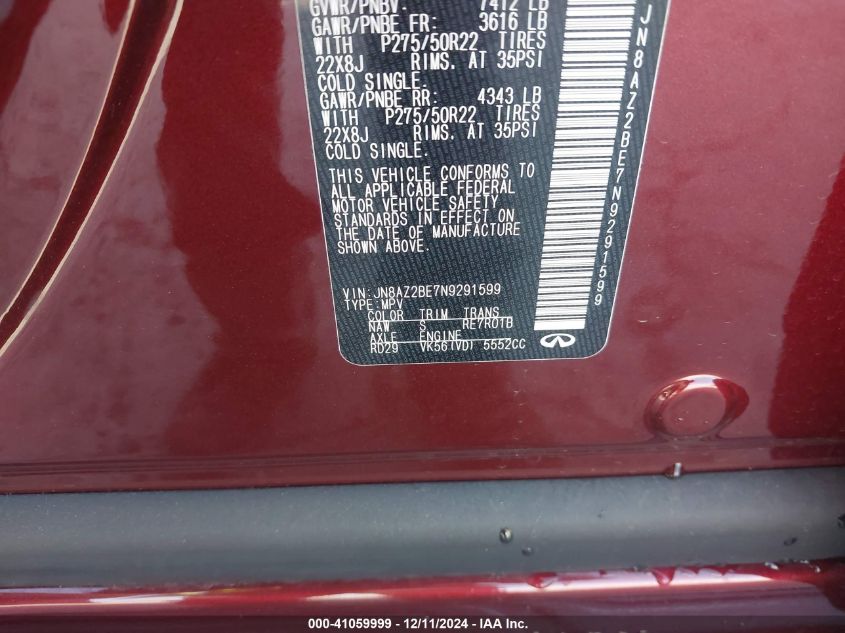 GVWR/PNBV: 7412 LB
GAWR/PNBE FR: 3616 LB
WITH P275/50R22 TIRES
22X8J RIMS. AT 35PSI
COLD SINGLE.
GAWR/PNBE RR: 4343 LB
WITH P275/50R22 TIRES
22X8J RIMS. AT 35PSI
COLD SINGLE.
THIS VEHICLE CONFORMS TO
ALL APPLICABLE FEDERAL
MOTOR VEHICLE SAFETY
STANDARDS IN EFFECT ON
THE DATE OF MANUFACTURE
SHOWN ABOVE.
VIN:JN8AZ2BE7N9291599
TYPE:MPV
COLOR TRIM TRANS
NAW S RE7R01B
AXLE ENGINE
RD29 VK56(VD) 5552CC
JN8AZ2BE7N9291599
000-41059999 - 12/11/2024 - IAA Inc.